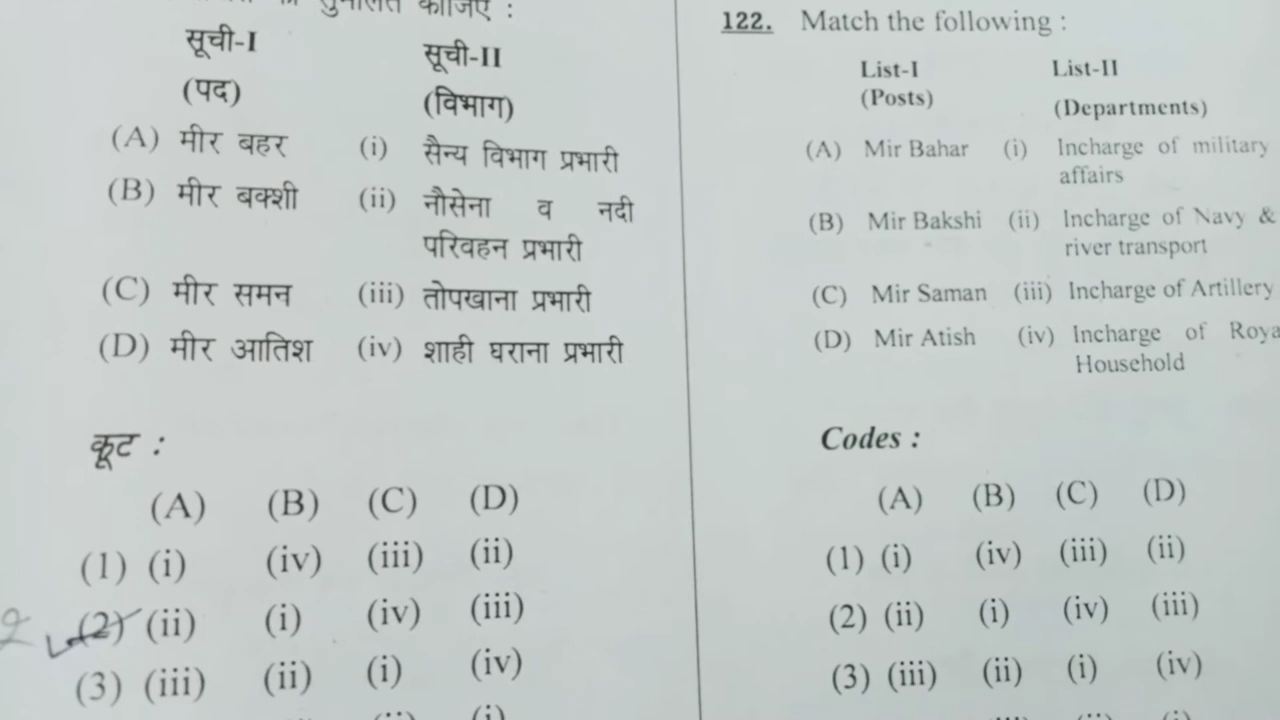 सुमेलित कीजिए :
सूची-I सूची-II
(पद) (विभाग)
(A) मीर बहर (i) सैन्य विभाग प्रभारी
(B) मीर बक्शी (ii) नौसेना व नदी
परिवहन प्रभारी
(C) मीर समन (iii) तोपखाना प्रभारी
(D) मीर आतिश (iv) शाही घराना प्रभारी
कूट :
(A) (B) (C) (D)
(1) (i) (iv) (iii) (ii)
2 (2) (ii) (i) (iv) (iii)
(3) (iii) (ii) (i) (iv)
(i)
122. Match the following :
List-I List-II
(Posts) (Departments)
(A) Mir Bahar (i) Incharge of military
affairs
(B) Mir Bakshi (ii) Incharge of Navy &
river transport
(C) Mir Saman (iii) Incharge of Artillery
(D) Mir Atish (iv) Incharge of Roya
Household
Codes :
(A) (B) (C) (D)
(1) (i) (iv) (iii) (ii)
(2) (ii) (i) (iv) (iii)
(3) (iii) (ii) (i) (iv)